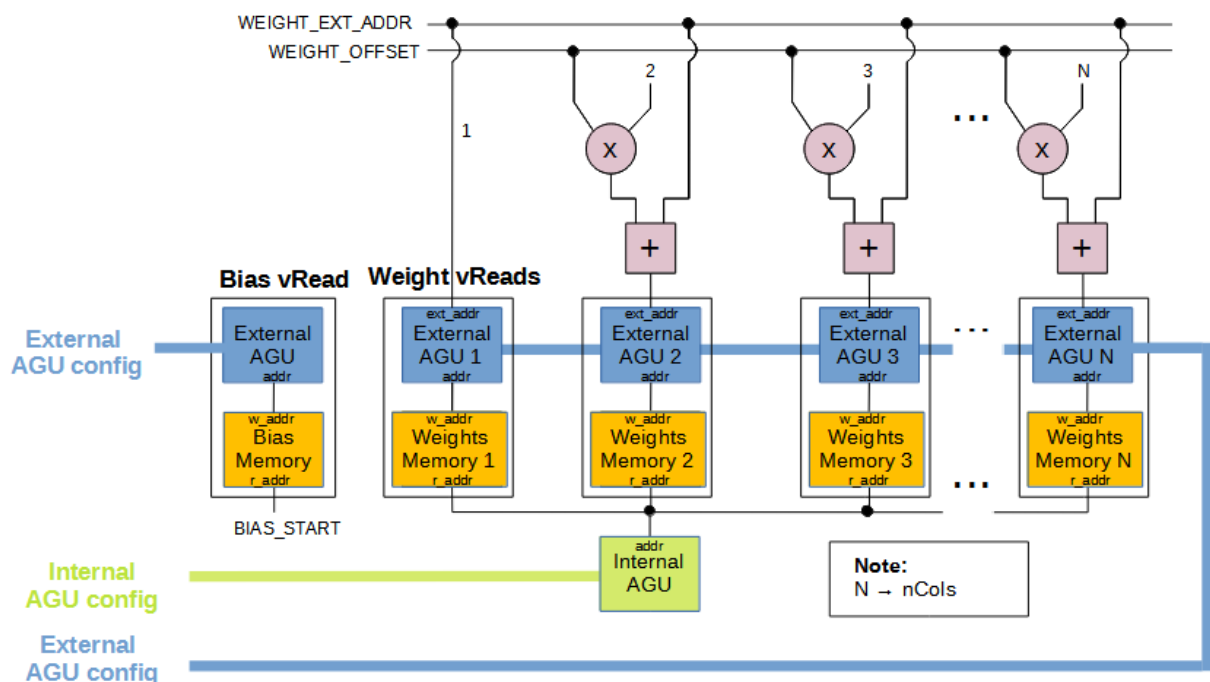 WEIGHT_EXT_ADDR
WEIGHT_OFFSET
2
3
N
1
X
X
X
...
+
+
+
Bias vRead
Weight vReads
External
AGU config
External
AGU
addr
w_addr
Bias
Memory
r_addr
BIAS_START
ext_addr
External
AGU 1
addr
w_addr
Weights
Memory 1
r_addr
ext_addr
External
AGU 2
addr
w_addr
Weights
Memory 2
r_addr
ext_addr
External
AGU 3
addr
w_addr
Weights
Memory 3
r_addr
...
...
ext_addr
External
AGU N
addr
w_addr
Weights
Memory N
r_addr
addr
Internal
AGU
Internal
AGU config
Note:
N → nCols
External
AGU config